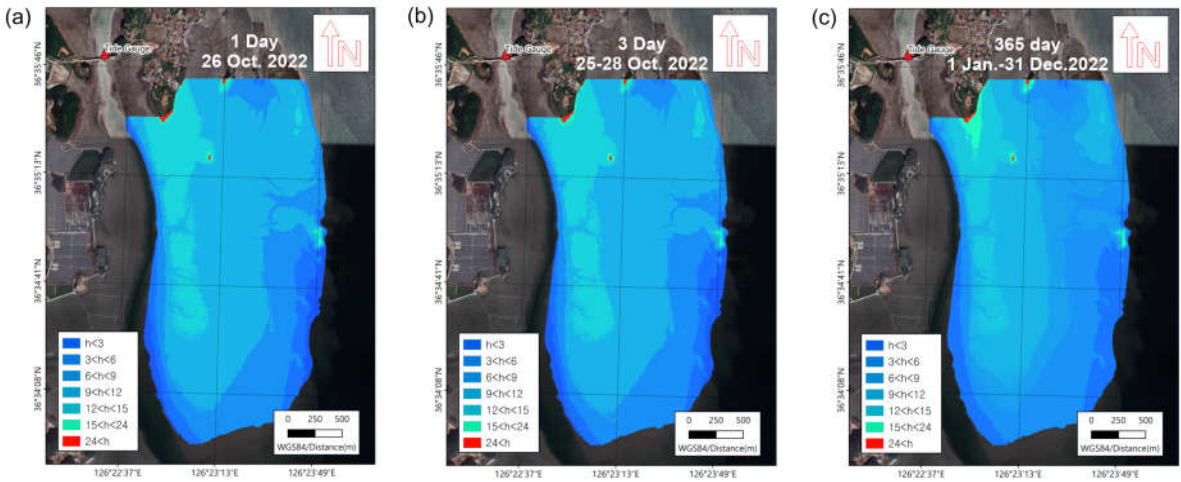 (a)
1 Day
26 Oct. 2022
N
Tide Gauge
36°35'46"N
36°35'13"N
36°34'41"N
36°34'08"N
h<3
3<h<6
6<h<9
9<h<12
12<h<15
15<h<24
24<h
0 250 500
WGS84/Distance(m)
126°22'37"E 126°23'13"E 126°23'49"E
(b)
3 Day
25-28 Oct. 2022
N
Tide Gauge
36°35'46"N
36°35'13"N
36°34'41"N
36°34'08"N
h<3
3<h<6
6<h<9
9<h<12
12<h<15
15<h<24
24<h
0 250 500
WGS84/Distance(m)
126°22'37"E 126°23'13"E 126°23'49"E
(c)
365 day
1 Jan.-31 Dec.2022
N
Tide Gauge
36°35'46"N
36°35'13"N
36°34'41"N
36°34'08"N
h<3
3<h<6
6<h<9
9<h<12
12<h<15
15<h<24
24<h
0 250 500
WGS84/Distance(m)
126°22'37"E 126°23'13"E 126°23'49"E